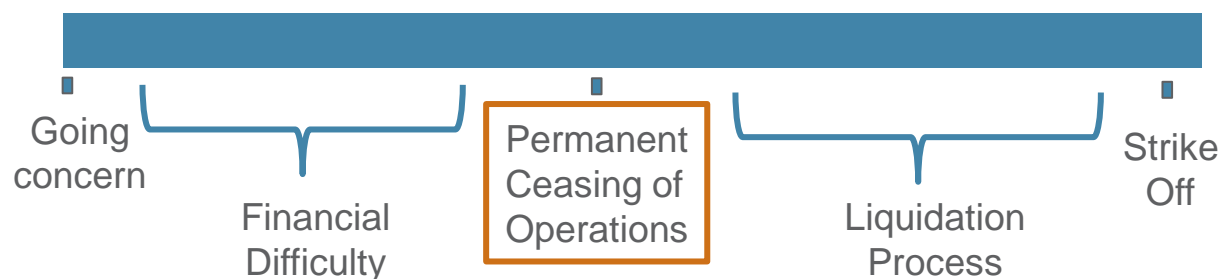 Going
concern
Financial
Difficulty
Permanent
Ceasing of
Operations
Liquidation
Process
Strike
Off